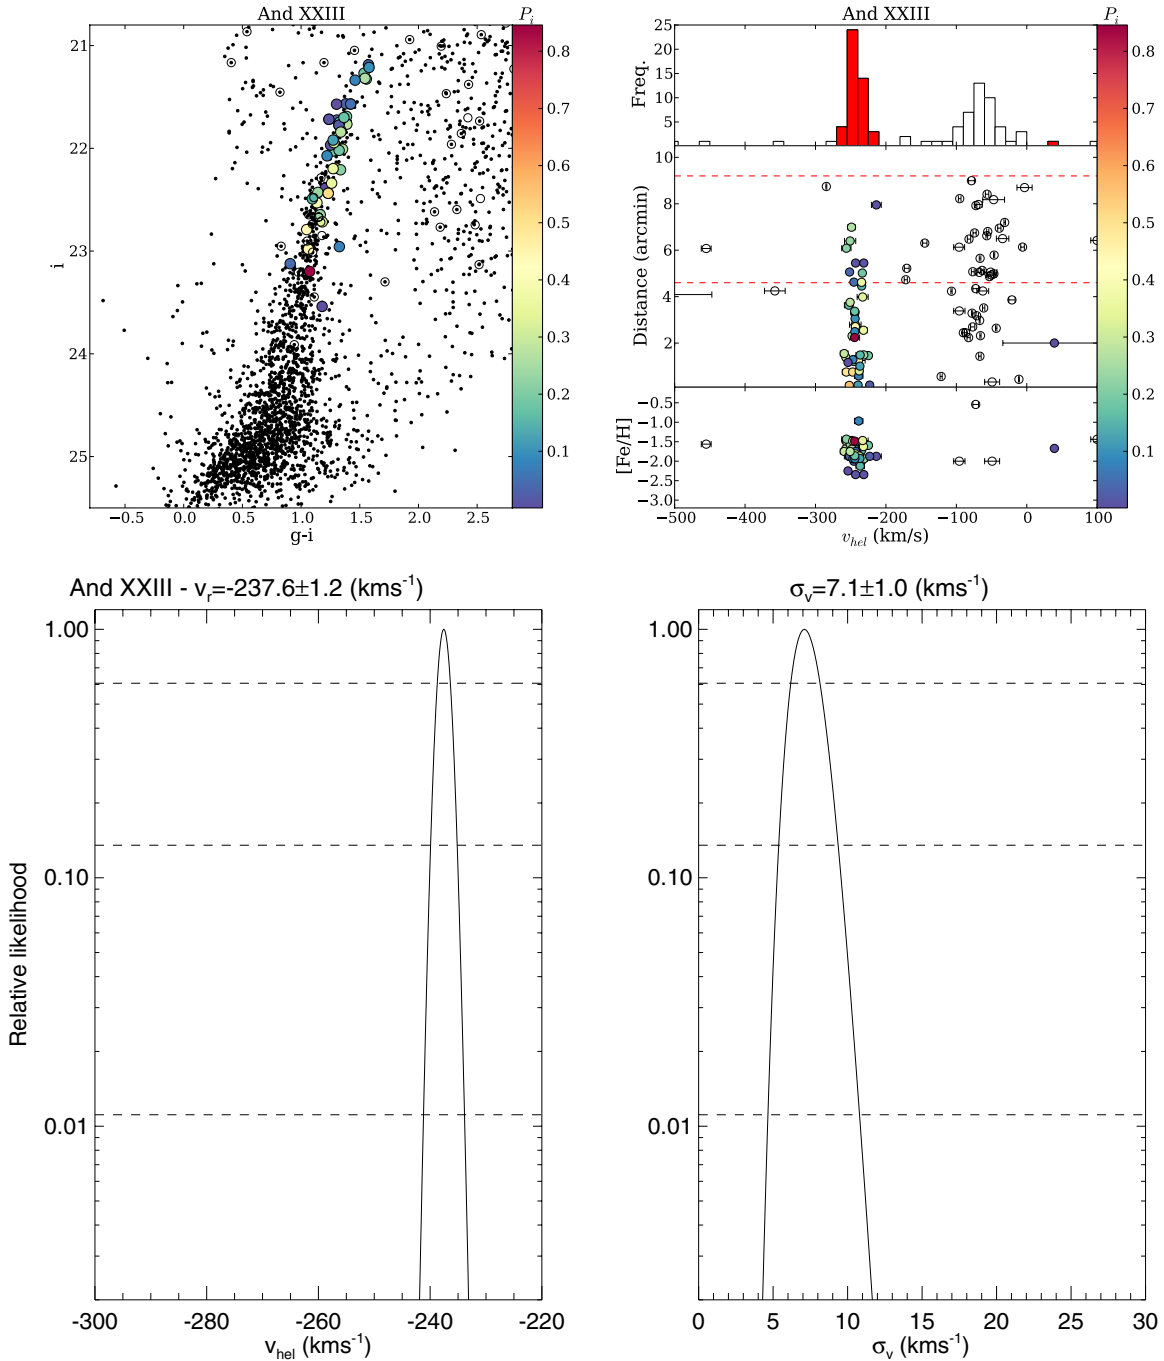 And XXIII
P_i
21
22
23
24
25
i
−0.5 0.0 0.5 1.0 1.5 2.0 2.5
g-i
0.8
0.7
0.6
0.5
0.4
0.3
0.2
0.1
And XXIII
P_i
25
20
15
10
5
Freq.
10
8
6
4
2
Distance (arcmin)
−0.5
−1.0
−1.5
−2.0
−2.5
−3.0
[Fe/H]
−500 −400 −300 −200 −100 0 100
v_hel (km/s)
0.8
0.7
0.6
0.5
0.4
0.3
0.2
0.1
And XXIII - v_r=-237.6±1.2 (kms⁻¹)
1.00
0.10
0.01
Relative likelihood
-300 -280 -260 -240 -220
v_hel (kms⁻¹)
σ_v=7.1±1.0 (kms⁻¹)
1.00
0.10
0.01
0 5 10 15 20 25 30
σ_v (kms⁻¹)